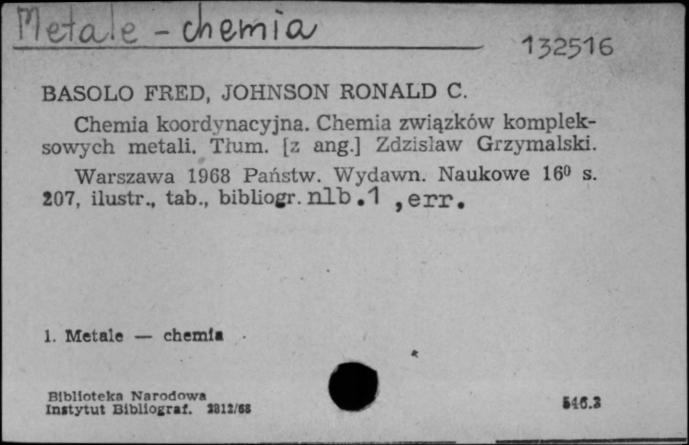 Metale - chemia
132516
BASOLO FRED, JOHNSON RONALD C.
Chemia koordynacyjna. Chemia związków komplek-
sowych metali. Tłum. [z ang.] Zdzisław Grzymalski.
Warszawa 1968 Państw. Wydawn. Naukowe 16⁰ s.
207, ilustr., tab., bibliogr. nlb.1 , err.
1. Metale — chemia
Biblioteka Narodowa
Instytut Bibliograf. 2812/68
546.3